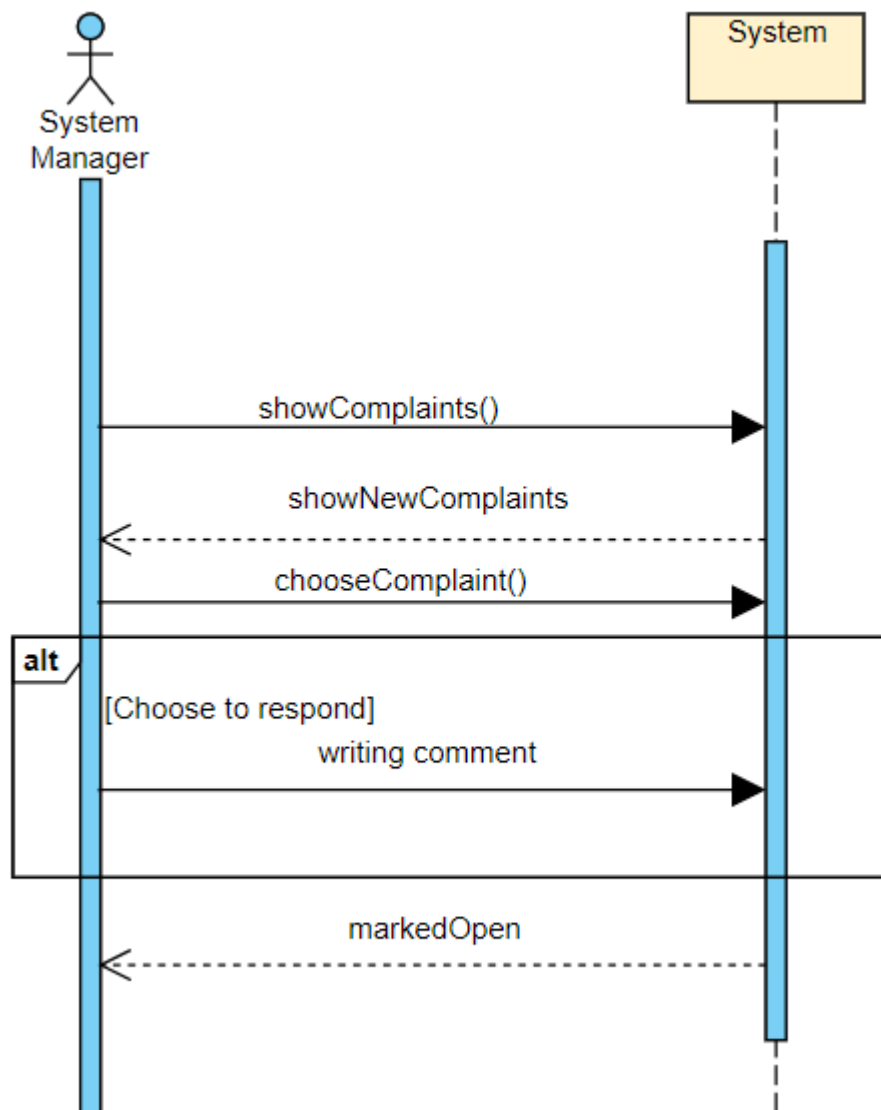 System
System
Manager
showComplaints()
showNewComplaints
chooseComplaint()
alt
[Choose to respond]
writing comment
markedOpen